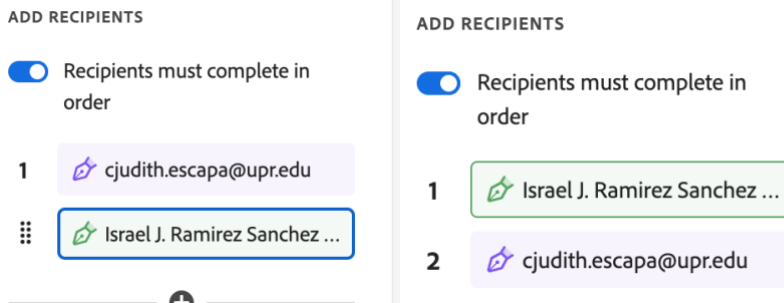 ADD RECIPIENTS
Recipients must complete in
order
1 cjudith.escapa@upr.edu
Israel J. Ramirez Sanchez ...
ADD RECIPIENTS
Recipients must complete in
order
1 Israel J. Ramirez Sanchez ...
2 cjudith.escapa@upr.edu